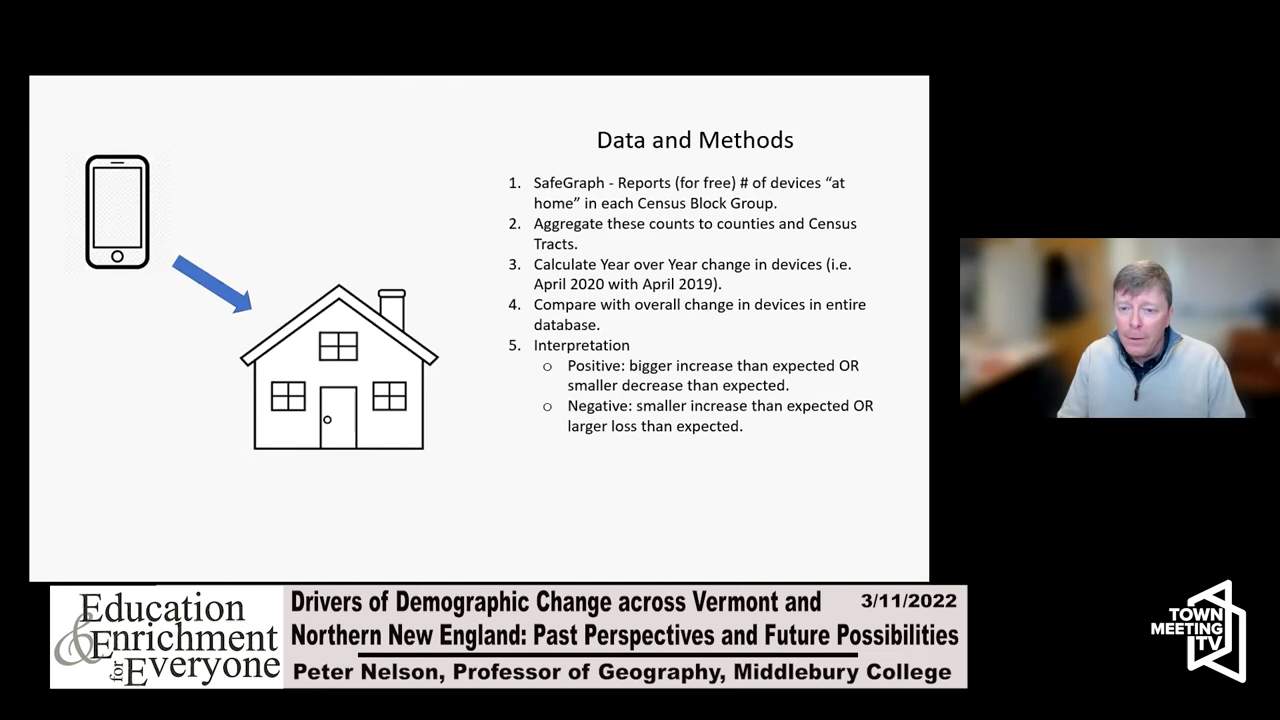 Data and Methods
1. SafeGraph - Reports (for free) # of devices “at
home” in each Census Block Group.
2. Aggregate these counts to counties and Census
Tracts.
3. Calculate Year over Year change in devices (i.e.
April 2020 with April 2019).
4. Compare with overall change in devices in entire
database.
5. Interpretation
o Positive: bigger increase than expected OR
smaller decrease than expected.
o Negative: smaller increase than expected OR
larger loss than expected.
Education
& Enrichment
for Everyone
Drivers of Demographic Change across Vermont and
3/11/2022
Northern New England: Past Perspectives and Future Possibilities
Peter Nelson, Professor of Geography, Middlebury College
TOWN
MEETING
TV